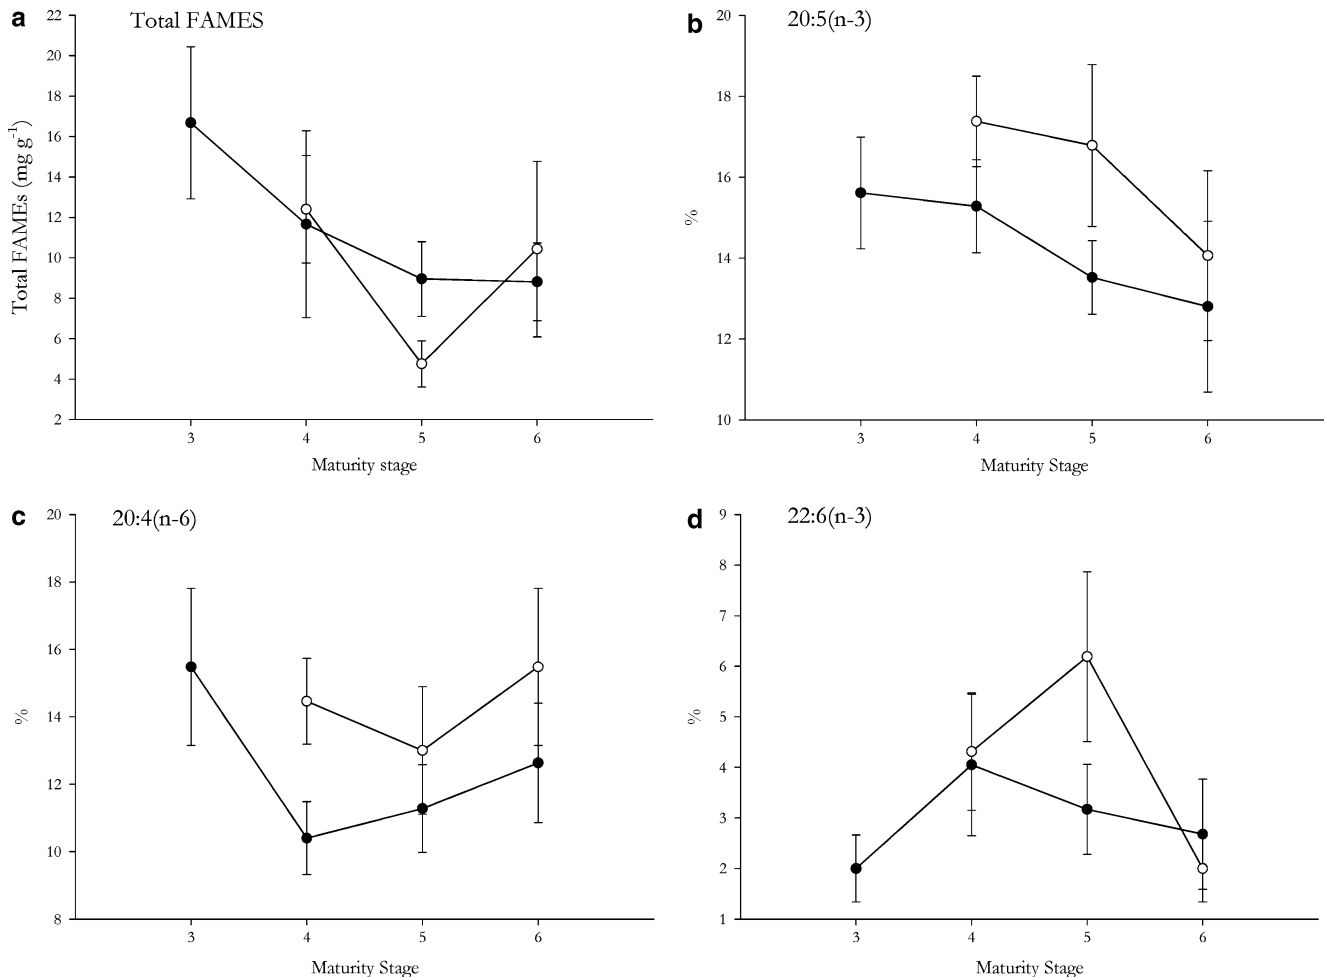 a
Total FAMES
22
20
18
16
14
12
10
8
6
4
2
Total FAMEs (mg g-1)
3 4 5 6
Maturity stage
b
20:5(n-3)
20
18
16
14
12
10
%
3 4 5 6
Maturity Stage
c
20:4(n-6)
20
18
16
14
12
10
8
%
3 4 5 6
Maturity Stage
d
22:6(n-3)
9
8
7
6
5
4
3
2
1
%
3 4 5 6
Maturity Stage